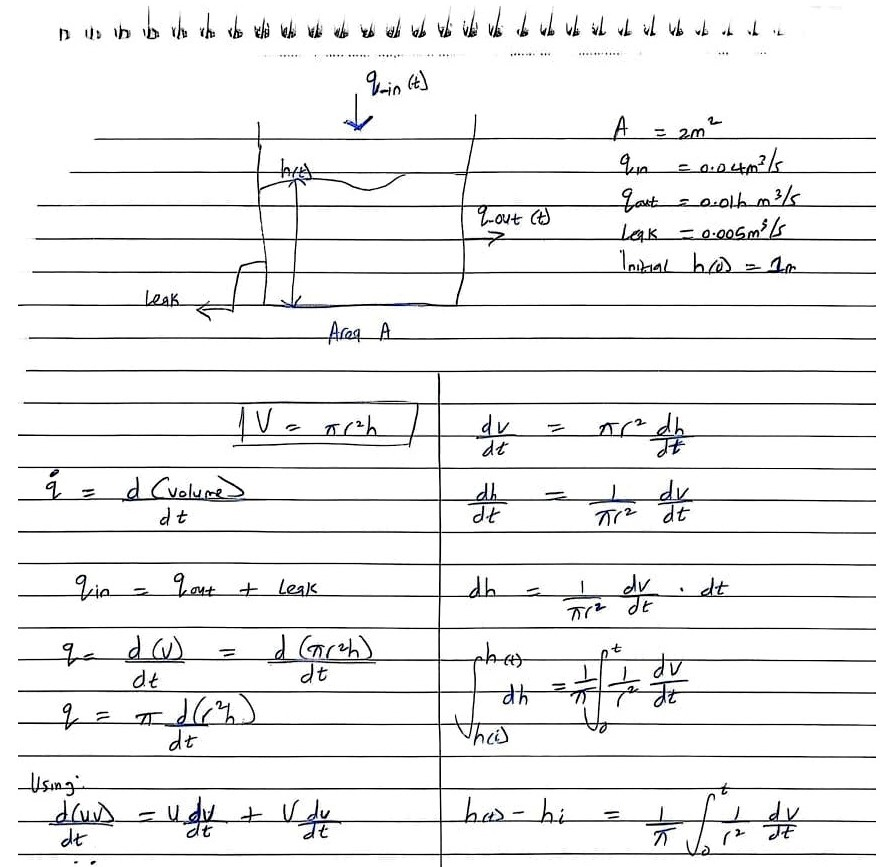 q_in (t)
A = 2m²
h(t)
q_in = 0.04m³/s
q_out (t)
q_out = 0.01h m³/s
Leak = 0.005m³/s
Initial h(0) = 1m
Leak
Area A
V = πr²h
dv/dt = πr² dh/dt
q̇ = d(volume)/dt
dh/dt = 1/πr² dv/dt
q_in = q_out + Leak
dh = 1/πr² dv/dt . dt
q = d(V)/dt = d(πr²h)/dt
∫_h(i)^h(t) dh = 1/π ∫_0^t 1/r² dv/dt
q = π d(r²h)/dt
Using:
d(uv)/dt = U dv/dt + V du/dt
h(t) - hi = 1/π ∫_0^t 1/r² dv/dt